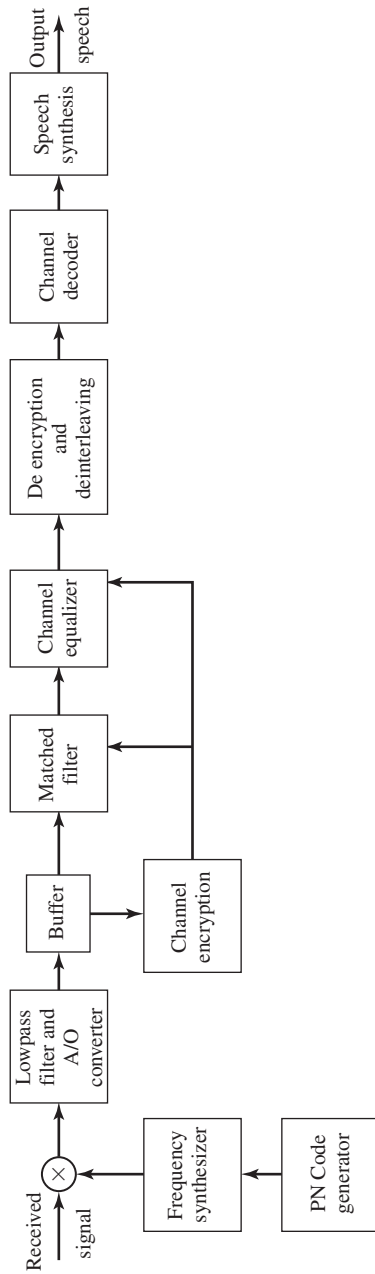 Received
signal
×
Lowpass
filter and
A/O
converter
Buffer
Matched
filter
Channel
equalizer
De encryption
and
deinterleaving
Channel
decoder
Speech
synthesis
Output
speech
Frequency
synthesizer
PN Code
generator
Channel
encryption